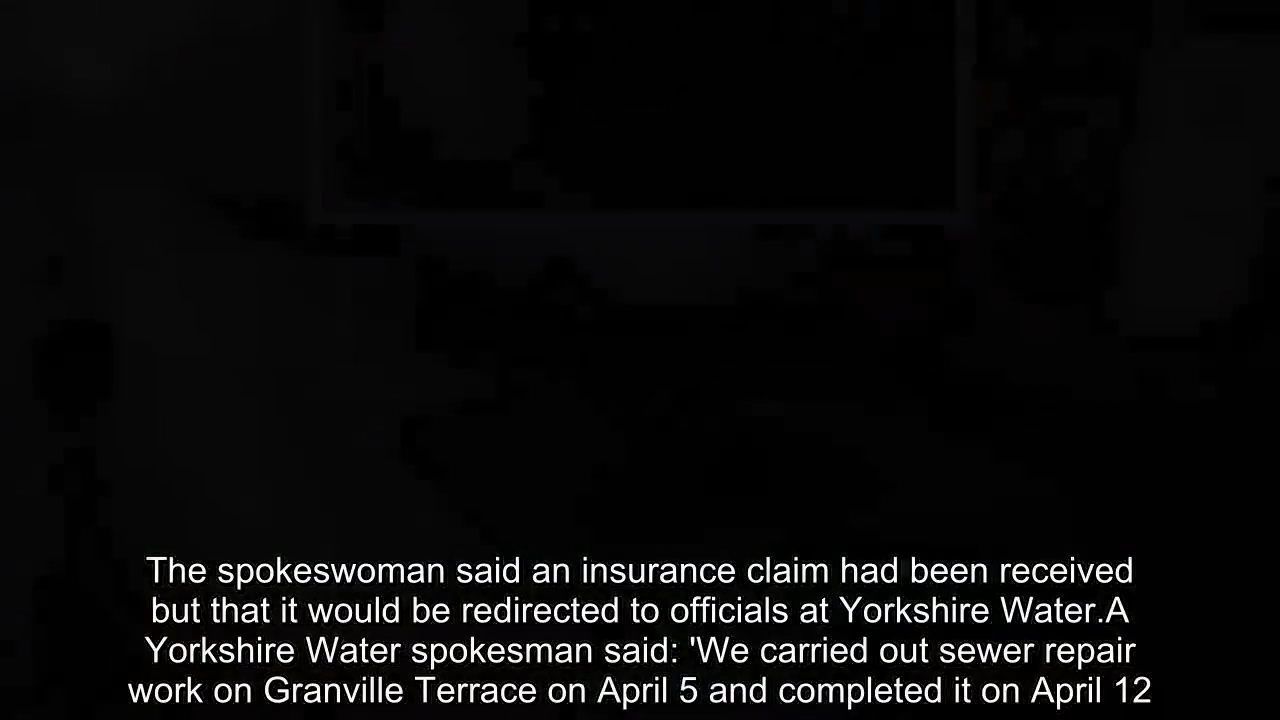 The spokeswoman said an insurance claim had been received
but that it would be redirected to officials at Yorkshire Water.A
Yorkshire Water spokesman said: 'We carried out sewer repair
work on Granville Terrace on April 5 and completed it on April 12